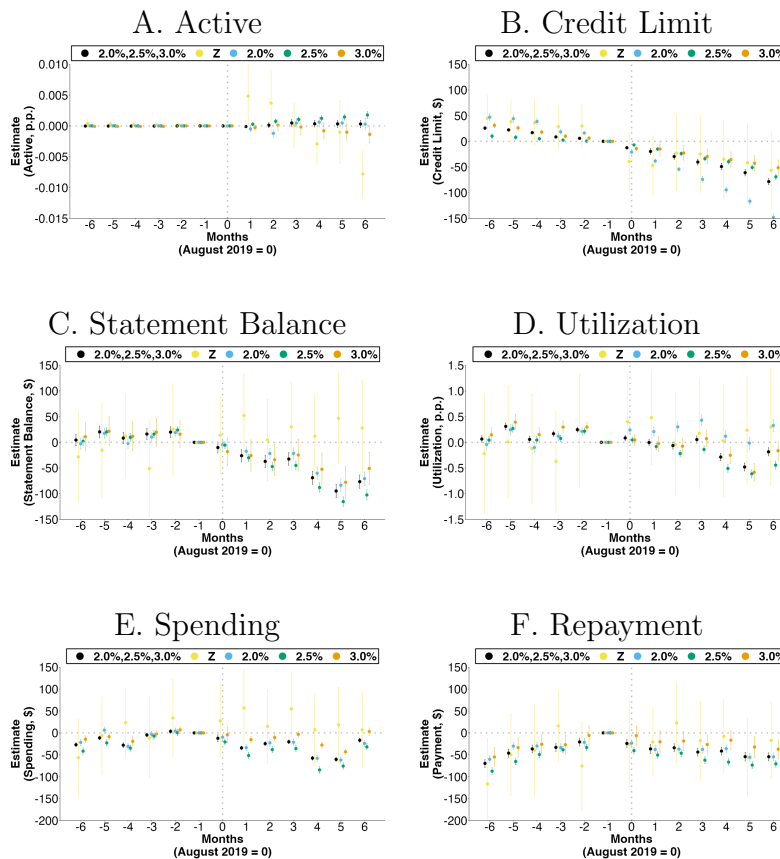 A. Active
2.0%,2.5%,3.0% Z 2.0% 2.5% 3.0%
0.010
0.005
0.000
-0.005
-0.010
-0.015
Estimate
(Active, p.p.)
-6 -5 -4 -3 -2 -1 0 1 2 3 4 5 6
Months
(August 2019 = 0)
B. Credit Limit
2.0%,2.5%,3.0% Z 2.0% 2.5% 3.0%
150
100
50
0
-50
-100
-150
Estimate
(Credit Limit, $)
-6 -5 -4 -3 -2 -1 0 1 2 3 4 5 6
Months
(August 2019 = 0)
C. Statement Balance
2.0%,2.5%,3.0% Z 2.0% 2.5% 3.0%
150
100
50
0
-50
-100
-150
Estimate
(Statement Balance, $)
-6 -5 -4 -3 -2 -1 0 1 2 3 4 5 6
Months
(August 2019 = 0)
D. Utilization
2.0%,2.5%,3.0% Z 2.0% 2.5% 3.0%
1.5
1.0
0.5
0.0
-0.5
-1.0
-1.5
Estimate
(Utilization, p.p.)
-6 -5 -4 -3 -2 -1 0 1 2 3 4 5 6
Months
(August 2019 = 0)
E. Spending
2.0%,2.5%,3.0% Z 2.0% 2.5% 3.0%
150
100
50
0
-50
-100
-150
-200
Estimate
(Spending, $)
-6 -5 -4 -3 -2 -1 0 1 2 3 4 5 6
Months
(August 2019 = 0)
F. Repayment
2.0%,2.5%,3.0% Z 2.0% 2.5% 3.0%
150
100
50
0
-50
-100
-150
-200
Estimate
(Payment, $)
-6 -5 -4 -3 -2 -1 0 1 2 3 4 5 6
Months
(August 2019 = 0)